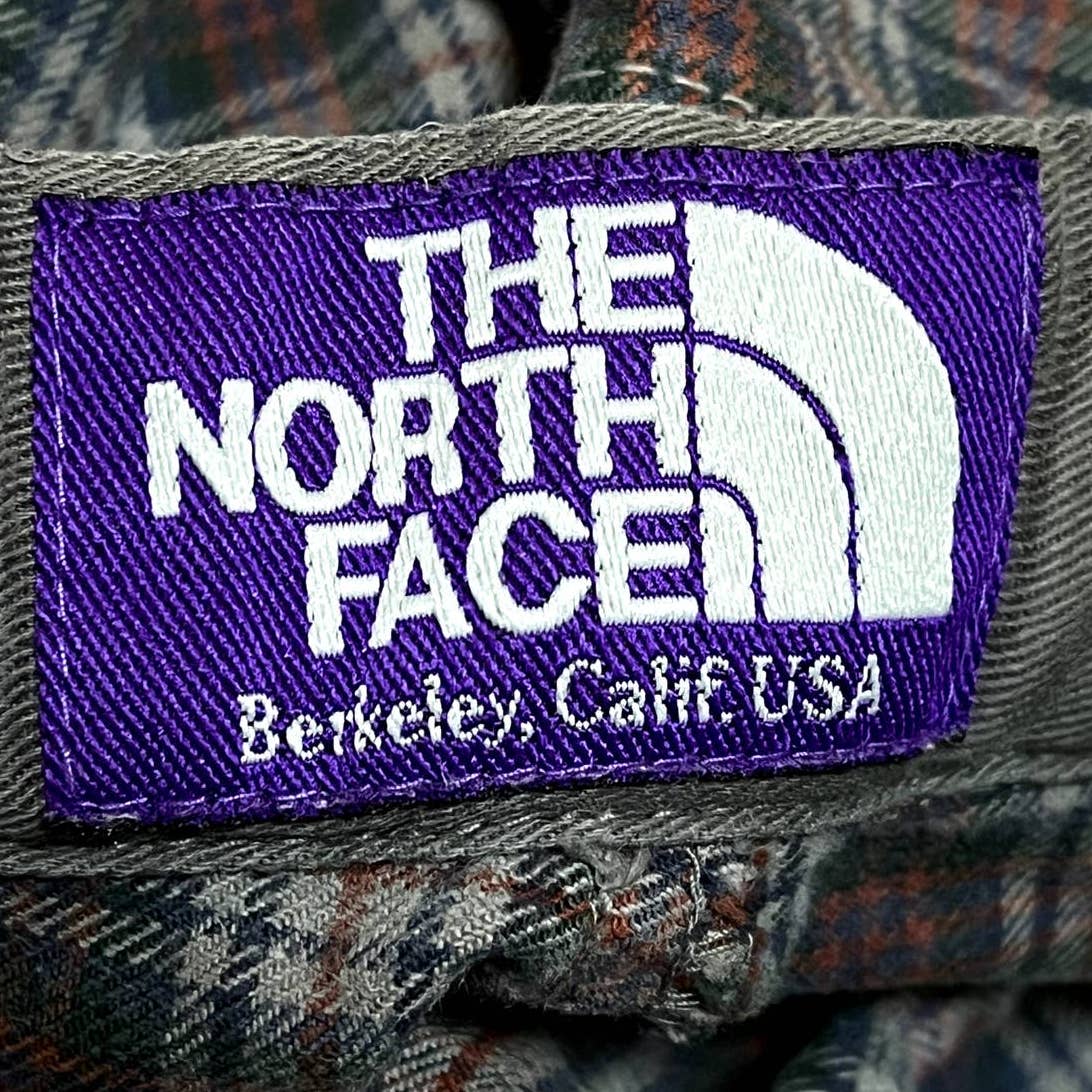 THE
NORTH
FACE
Berkeley, Calif. USA